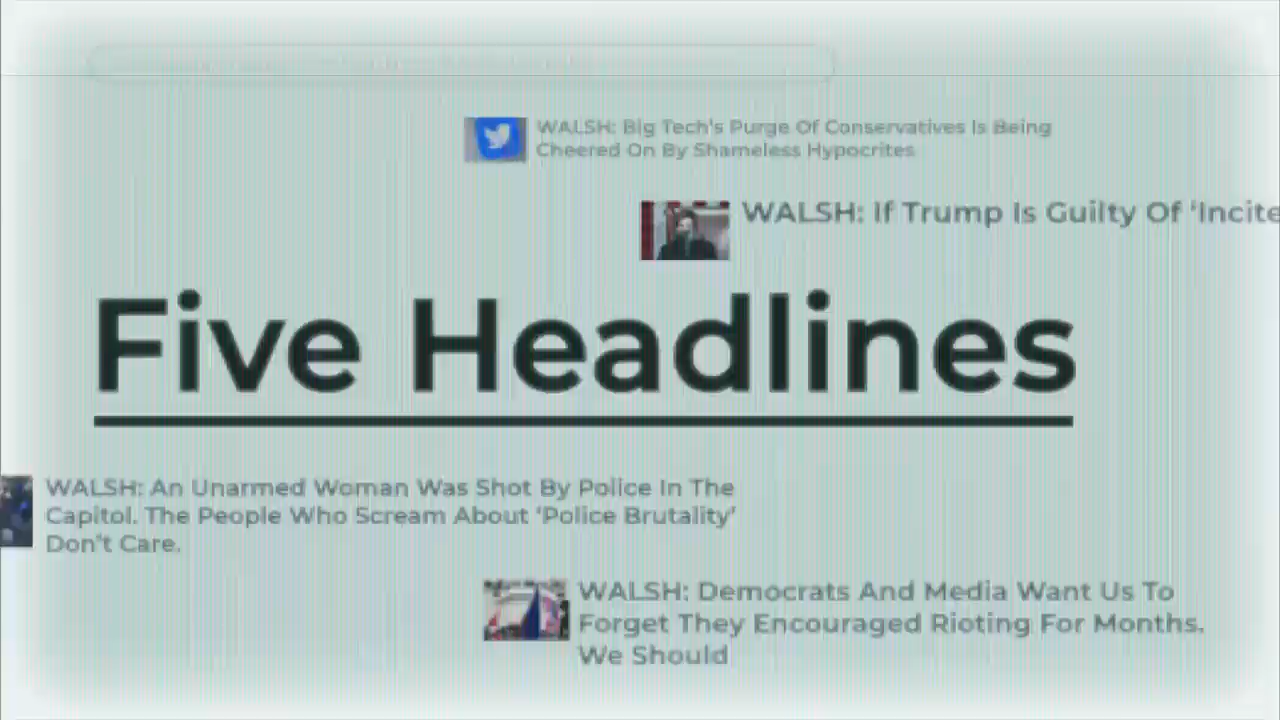 WALSH: Big Tech's Purge Of Conservatives Is Being
Cheered On By Shameless Hypocrites
WALSH: If Trump Is Guilty Of ‘Incite
Five Headlines
WALSH: An Unarmed Woman Was Shot By Police In The
Capitol. The People Who Scream About ‘Police Brutality’
Don't Care.
WALSH: Democrats And Media Want Us To
Forget They Encouraged Rioting For Months.
We Should